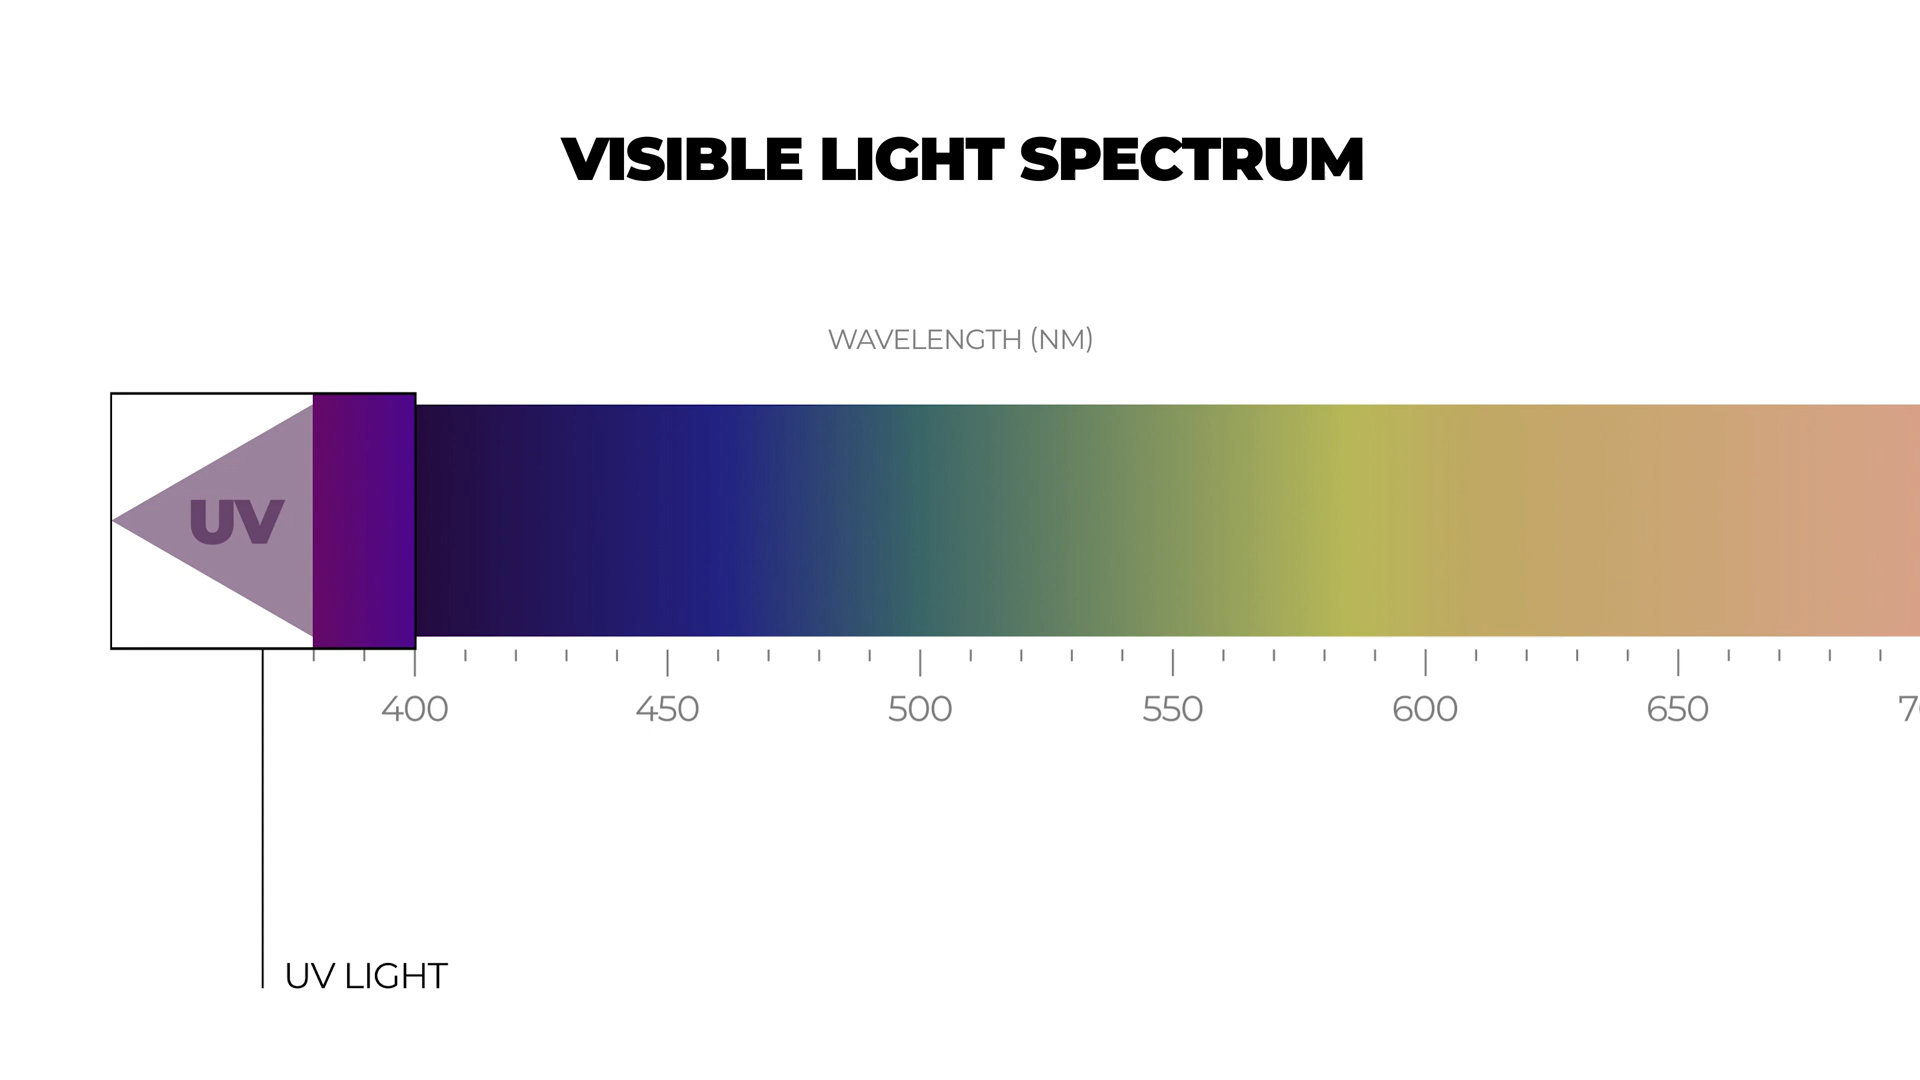 VISIBLE LIGHT SPECTRUM
WAVELENGTH (NM)
UV
400 450 500 550 600 650
UV LIGHT